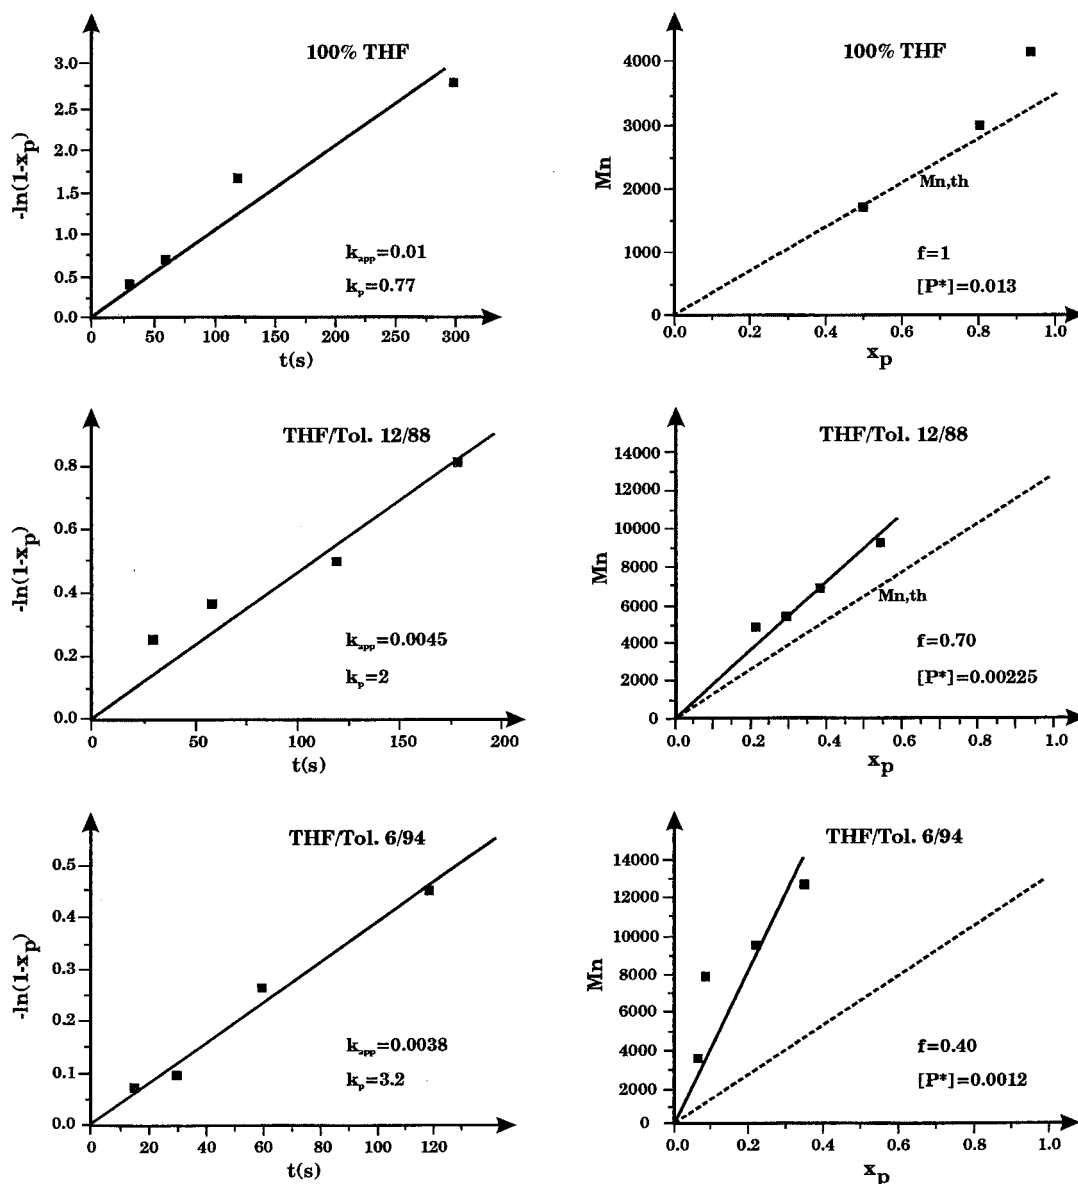 100% THF
-ln(1-xp)
3.0
2.5
2.0
1.5
1.0
0.5
0.0
kapp=0.01
kp=0.77
0 50 100 150 200 250 300
t(s)
100% THF
Mn
4000
3000
2000
1000
0
Mn,th
f=1
[P*]=0.013
0.0 0.2 0.4 0.6 0.8 1.0
xp
THF/Tol. 12/88
-ln(1-xp)
0.8
0.6
0.4
0.2
0.0
kapp=0.0045
kp=2
0 50 100 150 200
t(s)
THF/Tol. 12/88
Mn
14000
12000
10000
8000
6000
4000
2000
0
Mn,th
f=0.70
[P*]=0.00225
0.0 0.2 0.4 0.6 0.8 1.0
xp
THF/Tol. 6/94
-ln(1-xp)
0.5
0.4
0.3
0.2
0.1
0.0
kapp=0.0038
kp=3.2
0 20 40 60 80 100 120
t(s)
THF/Tol. 6/94
Mn
14000
12000
10000
8000
6000
4000
2000
0
f=0.40
[P*]=0.0012
0.0 0.2 0.4 0.6 0.8 1.0
xp